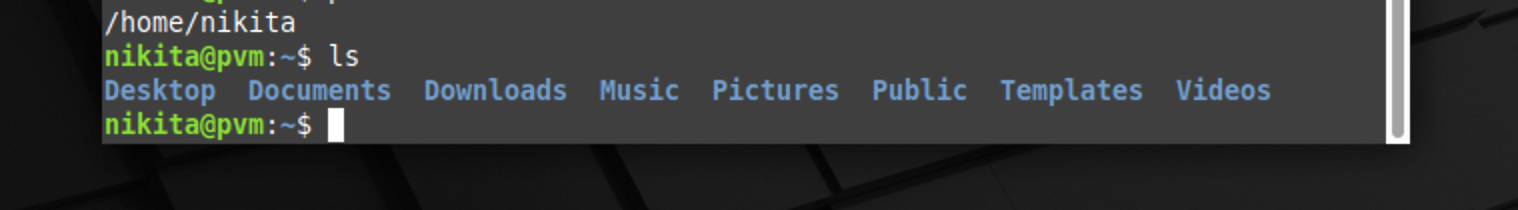 /home/nikita
nikita@pvm:~$ ls
Desktop  Documents  Downloads  Music  Pictures  Public  Templates  Videos
nikita@pvm:~$